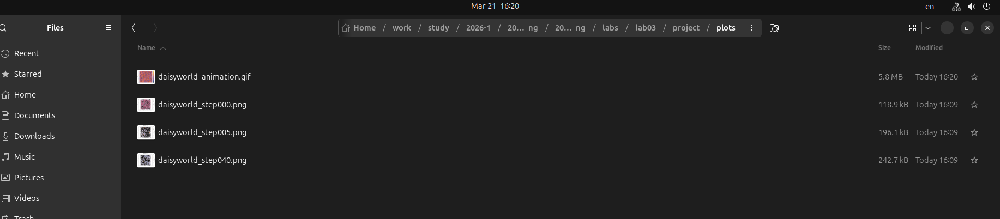 Mar 21 16:20
en
Files
Home / work / study / 2026-1 / 20... ng / 20... ng / labs / lab03 / project / plots
Name Size Modified
Recent
Starred
Home
Documents
Downloads
Music
Pictures
Videos
Trash
daisyworld_animation.gif 5.8 MB Today 16:20
daisyworld_step000.png 118.9 kB Today 16:09
daisyworld_step005.png 196.1 kB Today 16:09
daisyworld_step040.png 242.7 kB Today 16:09